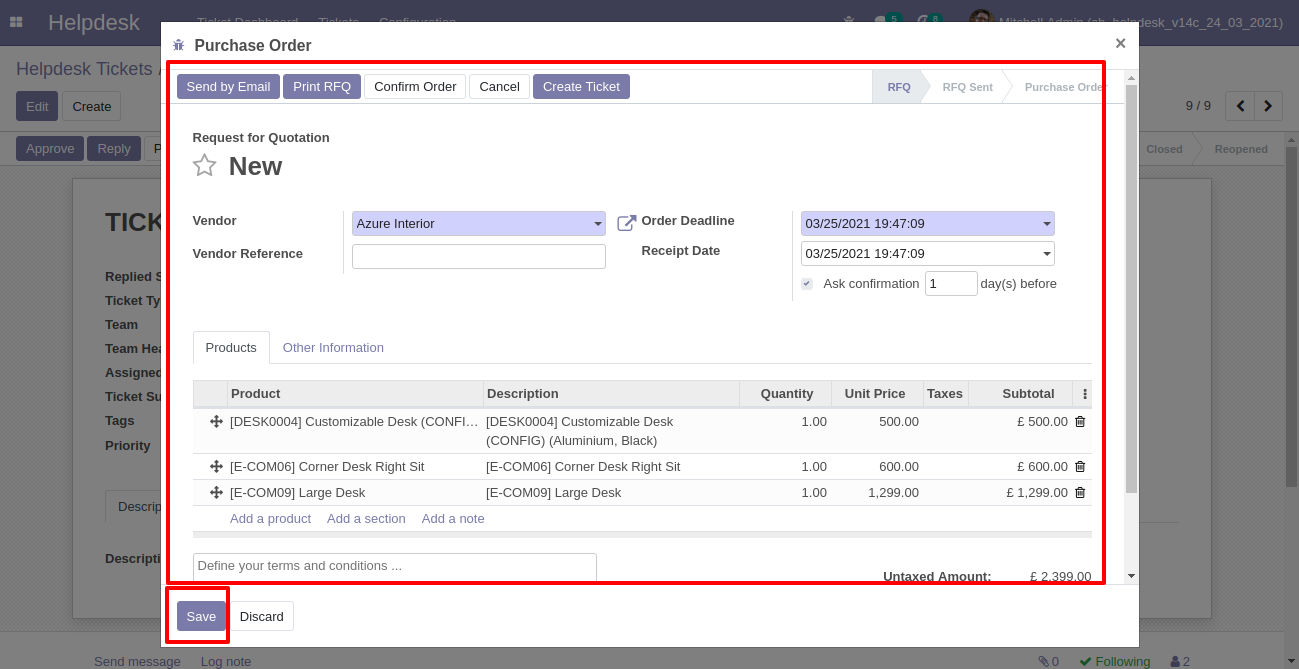 Helpdesk Ticket Dashboard Tickets Configuration 5 8 Mitchell Admin (sh_helpdesk_v14c_24_03_2021)
Purchase Order ×
Helpdesk Tickets
Edit Create
9 / 9
Approve Reply P
Closed Reopened
Send by Email Print RFQ Confirm Order Cancel Create Ticket
RFQ RFQ Sent Purchase Order
Request for Quotation
New
TICK
Vendor Azure Interior
Order Deadline 03/25/2021 19:47:09
Vendor Reference
Receipt Date 03/25/2021 19:47:09
Ask confirmation 1 day(s) before
Replied S
Ticket Ty
Team
Team Hea
Assigned
Ticket Su
Tags
Priority
Descrip
Descripti
Products Other Information
Product Description Quantity Unit Price Taxes Subtotal
[DESK0004] Customizable Desk (CONFI... [DESK0004] Customizable Desk 1.00 500.00 £ 500.00
(CONFIG) (Aluminium, Black)
[E-COM06] Corner Desk Right Sit [E-COM06] Corner Desk Right Sit 1.00 600.00 £ 600.00
[E-COM09] Large Desk [E-COM09] Large Desk 1.00 1,299.00 £ 1,299.00
Add a product Add a section Add a note
Define your terms and conditions ...
Untaxed Amount: £ 2,399.00
Save Discard
Send message Log note
0 Following 2